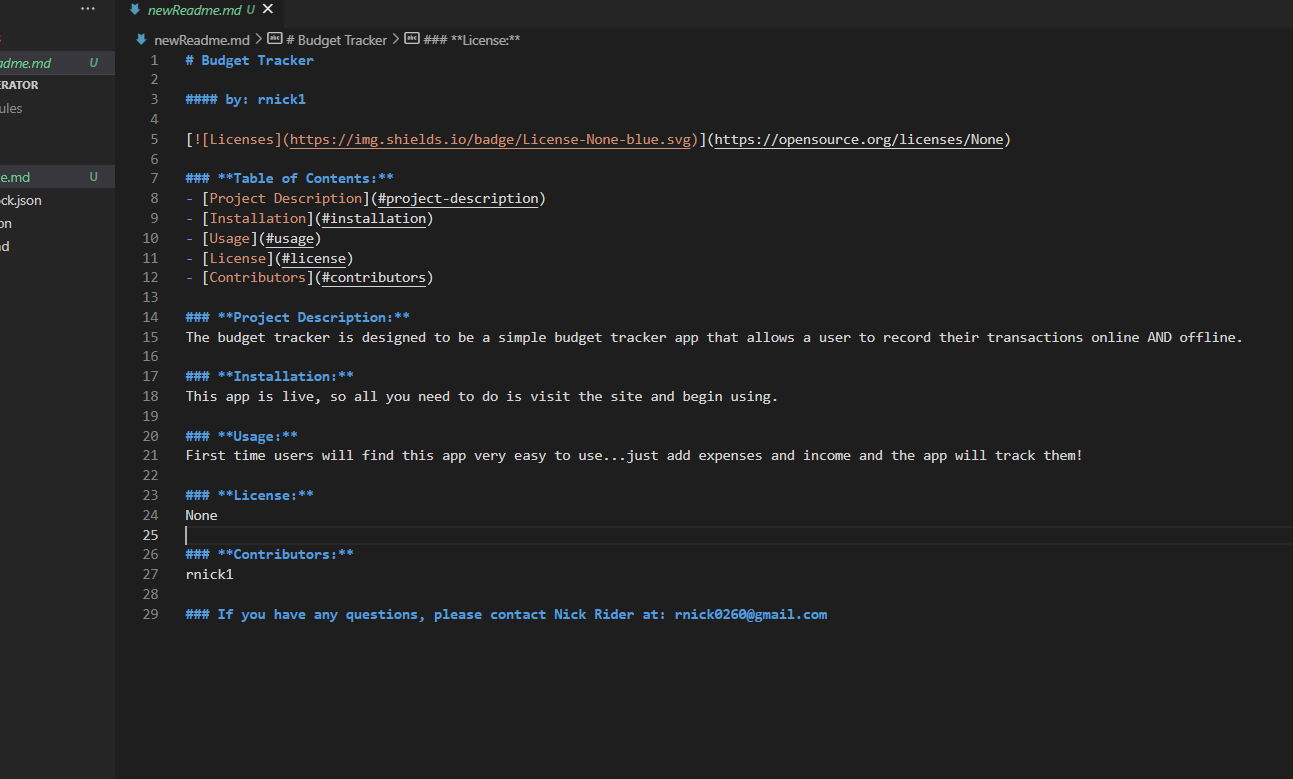 newReadme.md U
newReadme.md > # Budget Tracker > ### **License:**
adme.md U
ERATOR
ules
e.md U
ck.json
on
d
1 # Budget Tracker
2
3 #### by: rnick1
4
5 [![Licenses](https://img.shields.io/badge/License-None-blue.svg)](https://opensource.org/licenses/None)
6
7 ### **Table of Contents:**
8 - [Project Description](#project-description)
9 - [Installation](#installation)
10 - [Usage](#usage)
11 - [License](#license)
12 - [Contributors](#contributors)
13
14 ### **Project Description:**
15 The budget tracker is designed to be a simple budget tracker app that allows a user to record their transactions online AND offline.
16
17 ### **Installation:**
18 This app is live, so all you need to do is visit the site and begin using.
19
20 ### **Usage:**
21 First time users will find this app very easy to use...just add expenses and income and the app will track them!
22
23 ### **License:**
24 None
25
26 ### **Contributors:**
27 rnick1
28
29 ### If you have any questions, please contact Nick Rider at: rnick0260@gmail.com